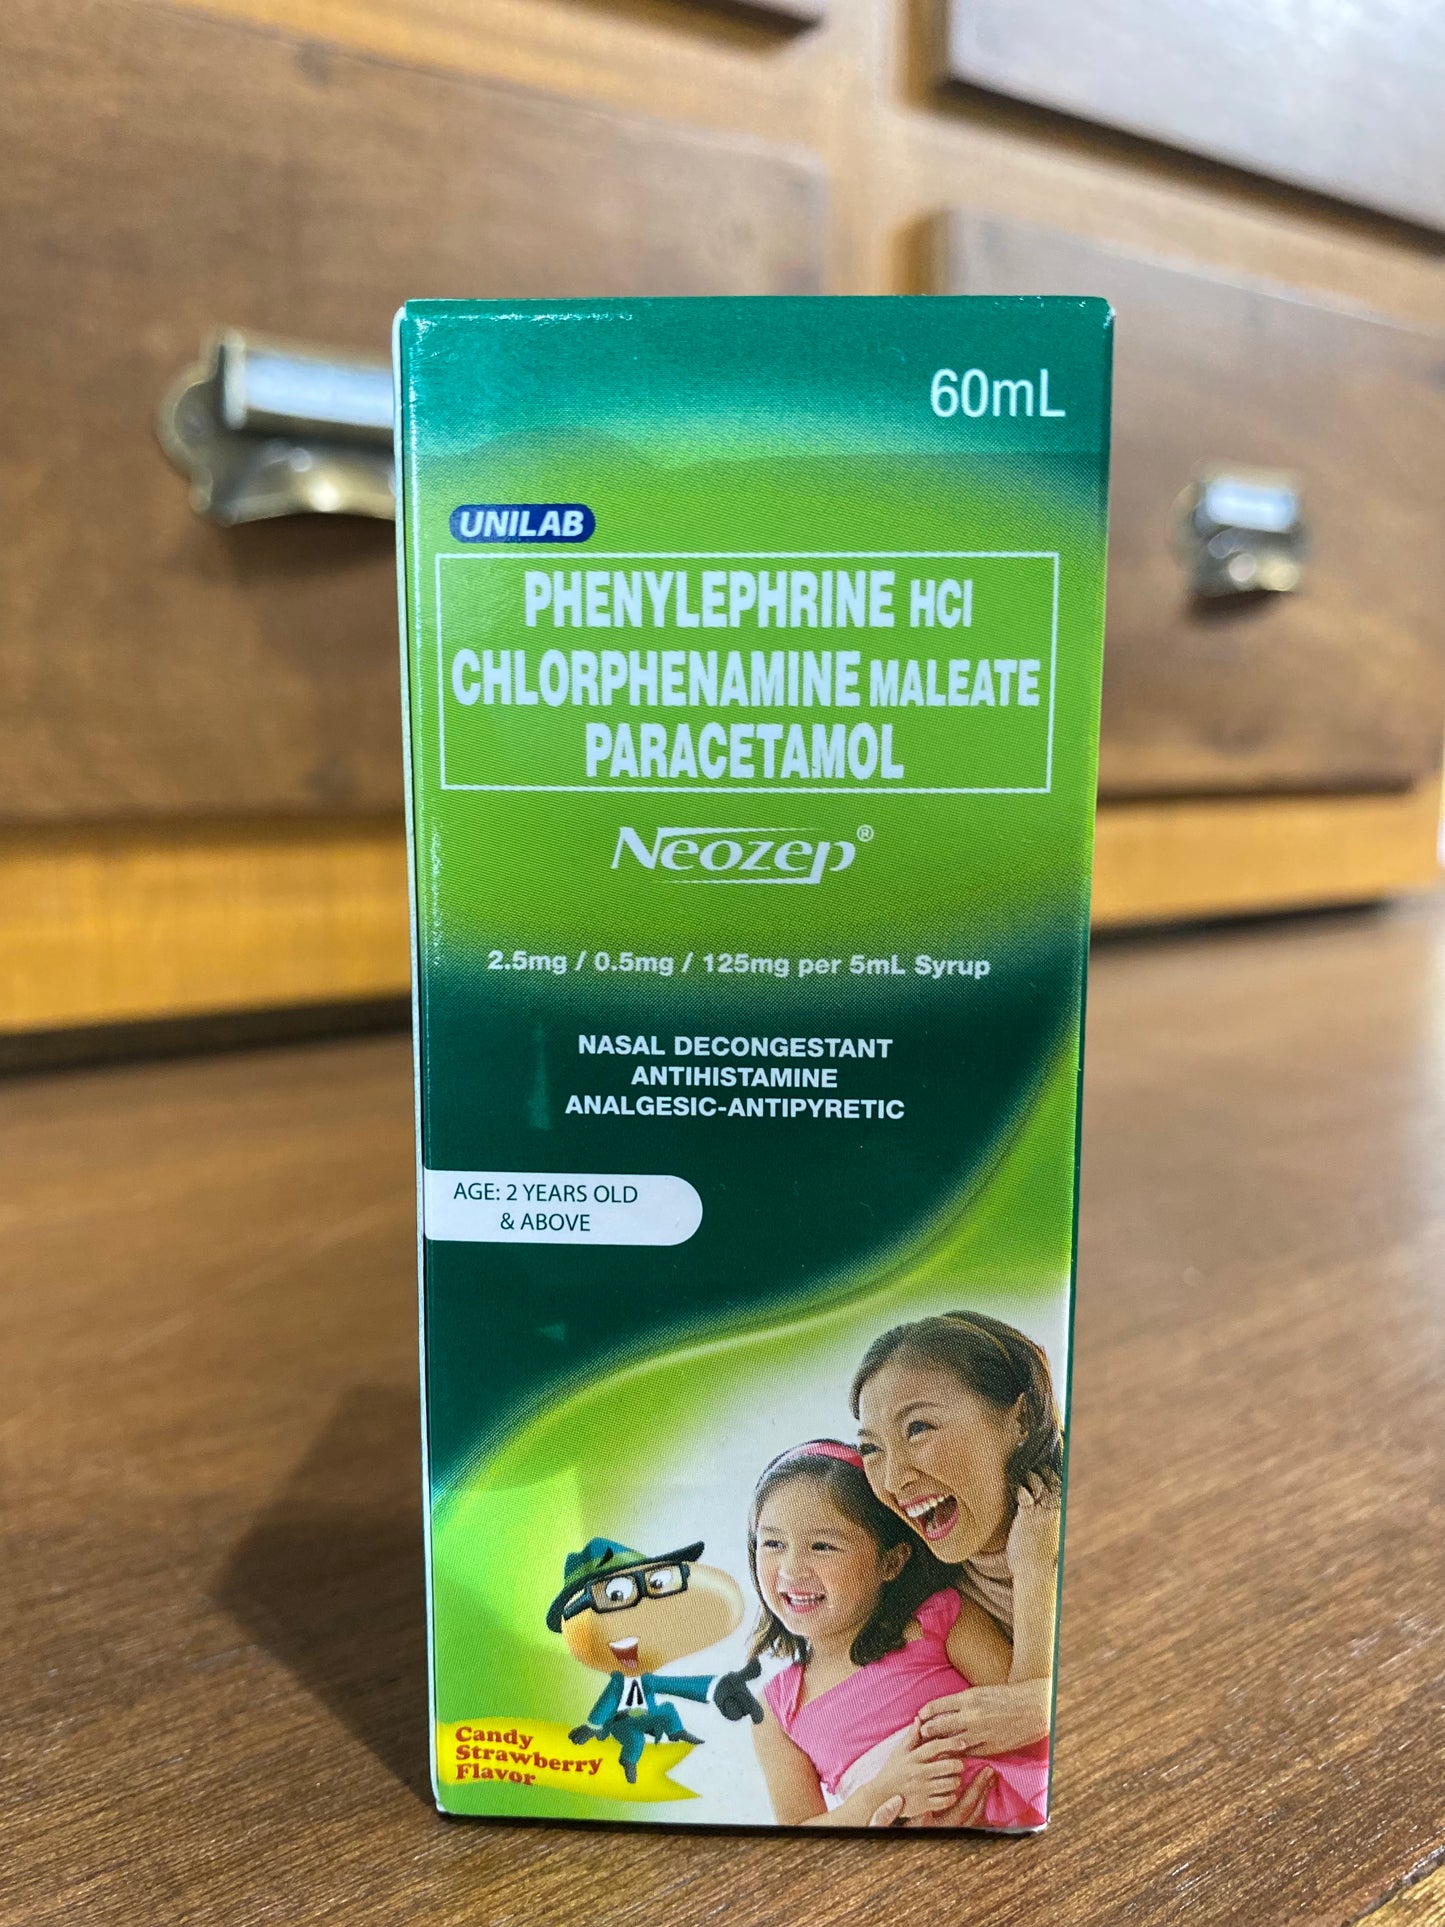 60mL
UNILAB
PHENYLEPHRINE HCl
CHLORPHENAMINE MALEATE
PARACETAMOL
Neozep®
2.5mg / 0.5mg / 125mg per 5mL Syrup
NASAL DECONGESTANT
ANTIHISTAMINE
ANALGESIC-ANTIPYRETIC
AGE: 2 YEARS OLD
& ABOVE
Candy
Strawberry
Flavor